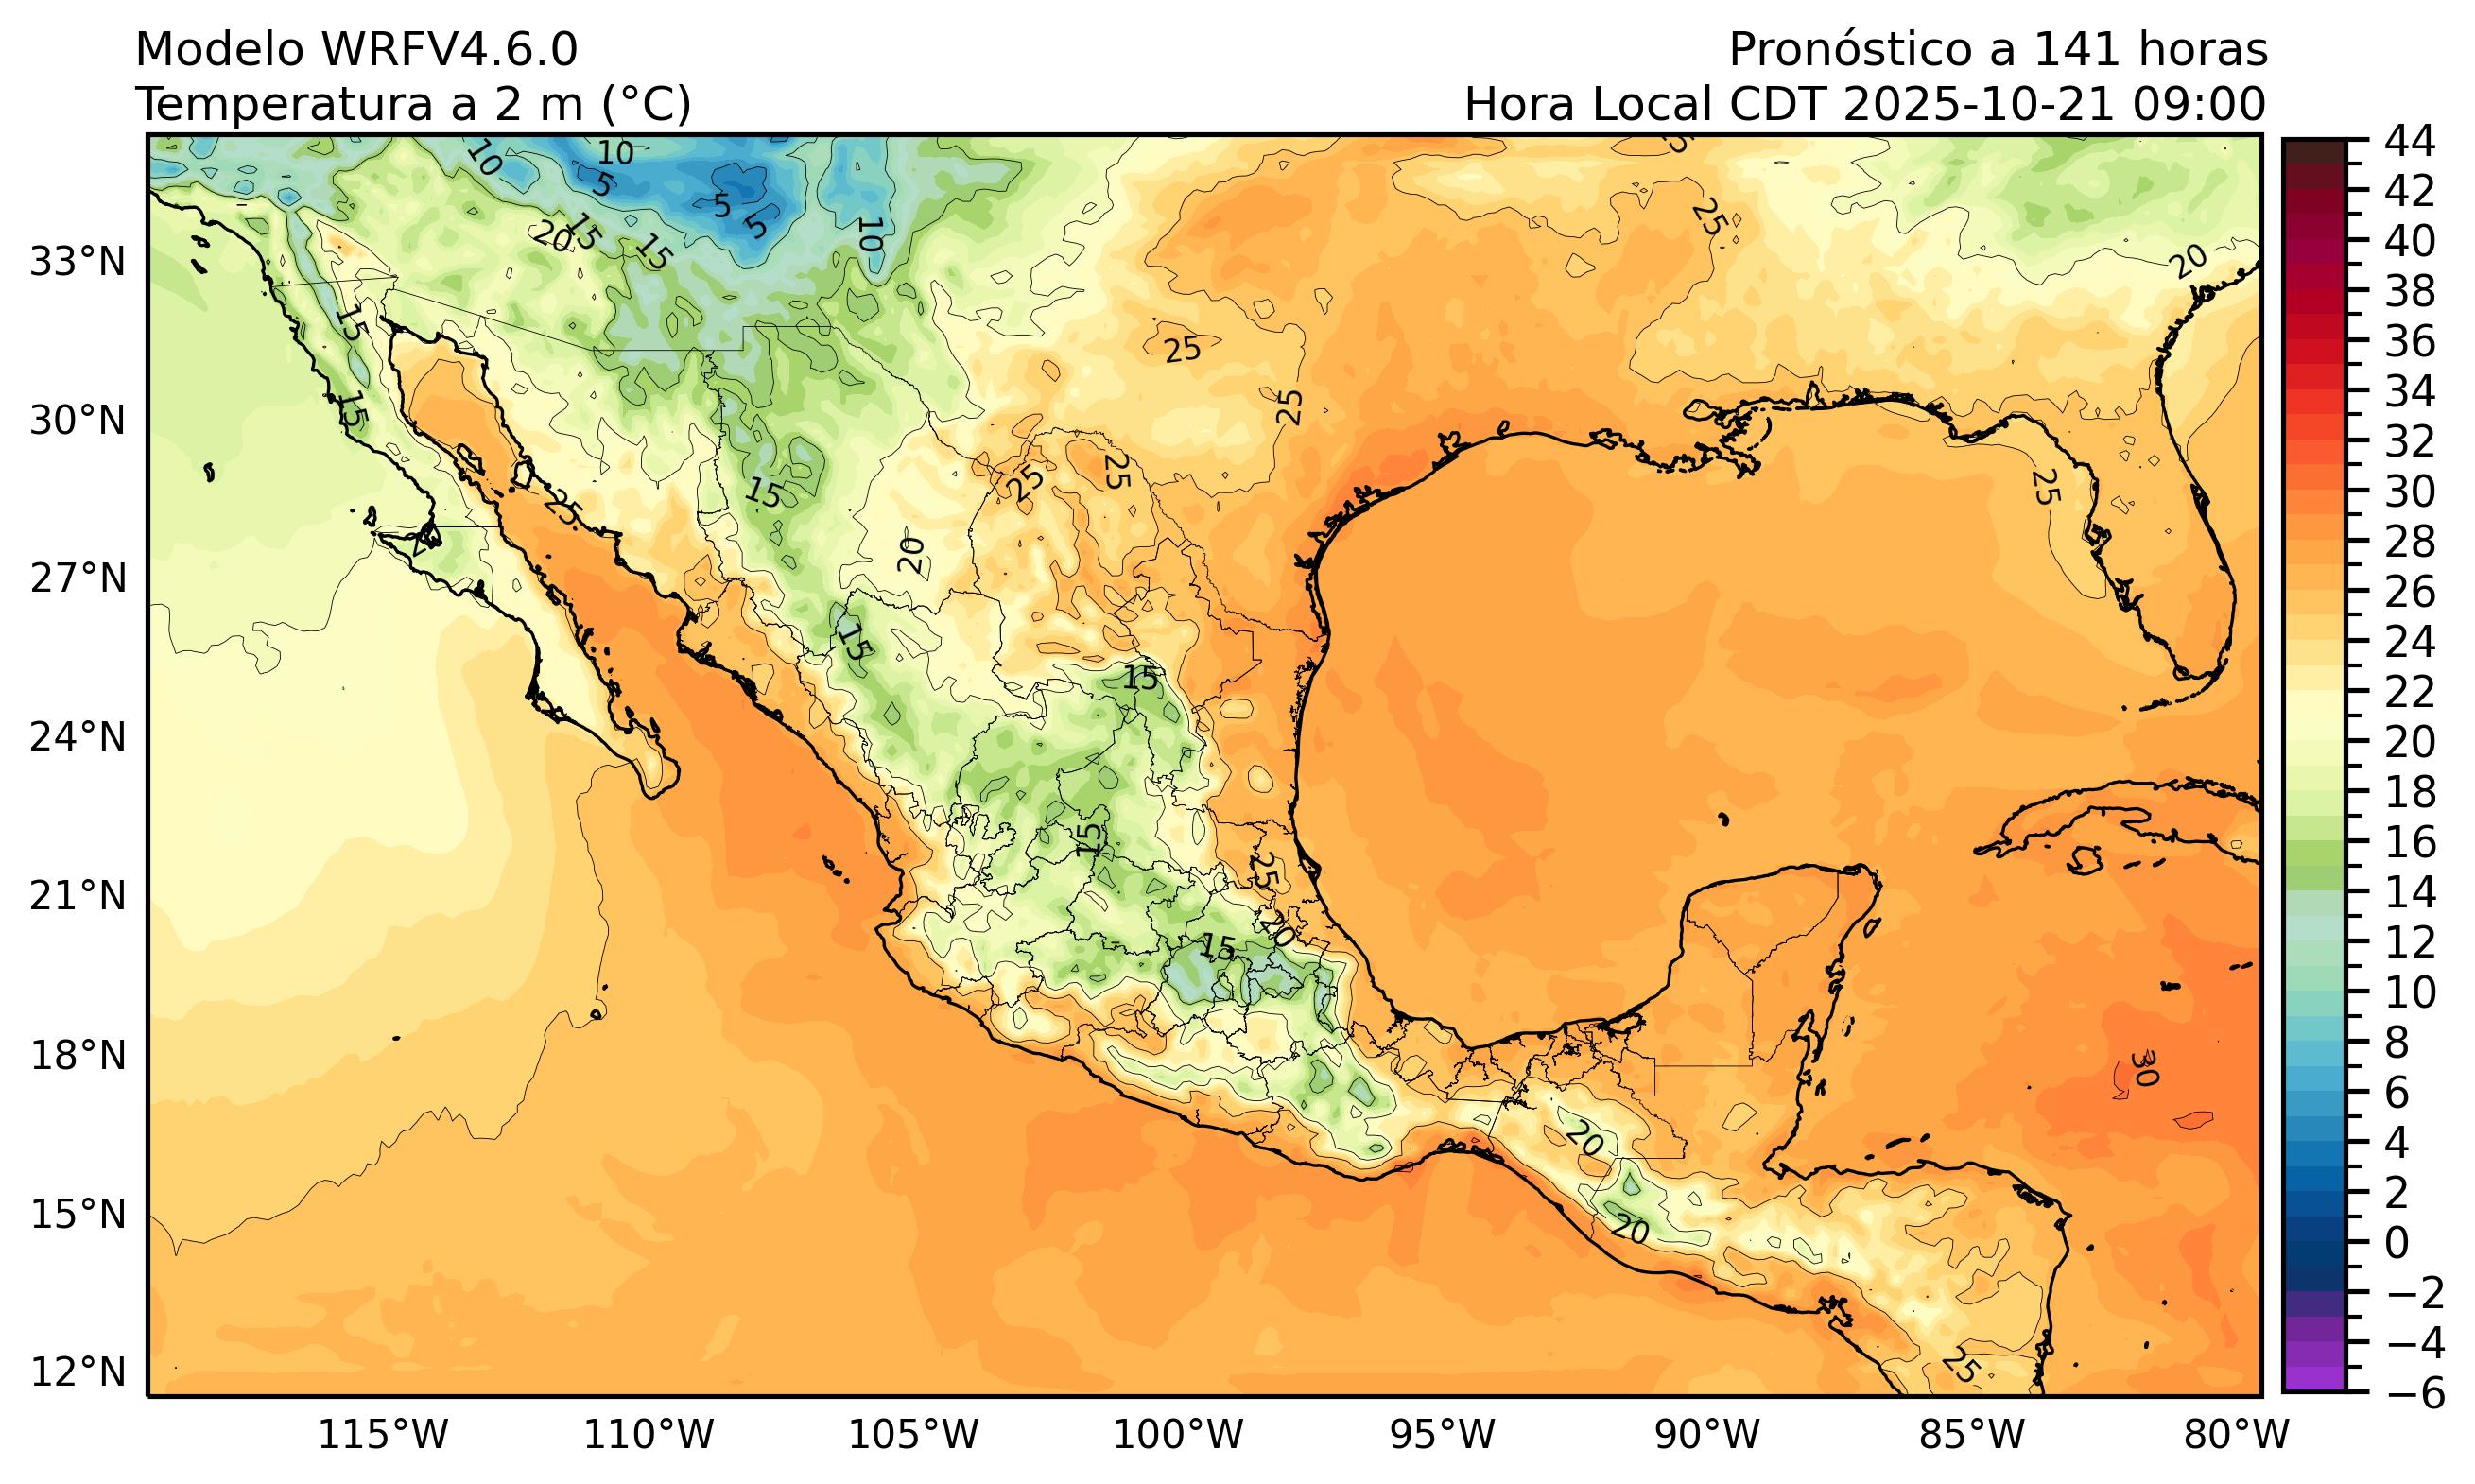 Modelo WRFV4.6.0
Pronóstico a 141 horas
Temperatura a 2 m (°C)
Hora Local CDT 2025-10-21 09:00
33°N
30°N
27°N
24°N
21°N
18°N
15°N
12°N
115°W
110°W
105°W
100°W
95°W
90°W
85°W
80°W
44
42
40
38
36
34
32
30
28
26
24
22
20
18
16
14
12
10
8
6
4
2
0
−2
−4
−6
10
10
5
5
5
10
15
20
15
25
20
15
25
25
15
25
25
25
15
25
20
15
15
15
25
20
15
30
20
20
25